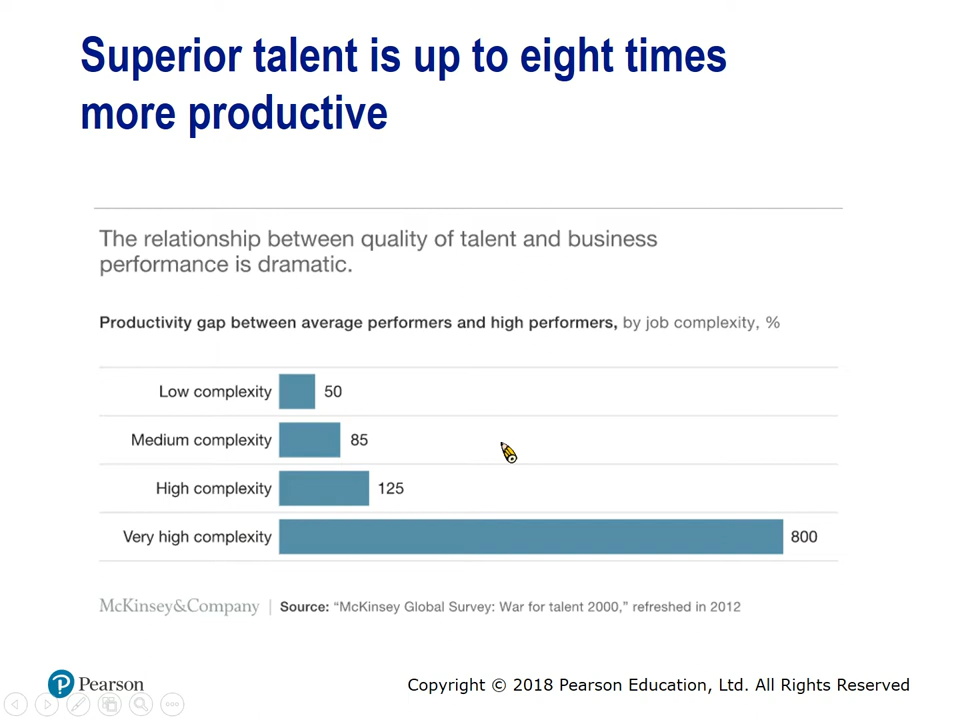 Superior talent is up to eight times
more productive
The relationship between quality of talent and business
performance is dramatic.
Productivity gap between average performers and high performers, by job complexity, %
Low complexity 50
Medium complexity 85
High complexity 125
Very high complexity 800
McKinsey&Company | Source: “McKinsey Global Survey: War for talent 2000,” refreshed in 2012
Pearson
Copyright © 2018 Pearson Education, Ltd. All Rights Reserved